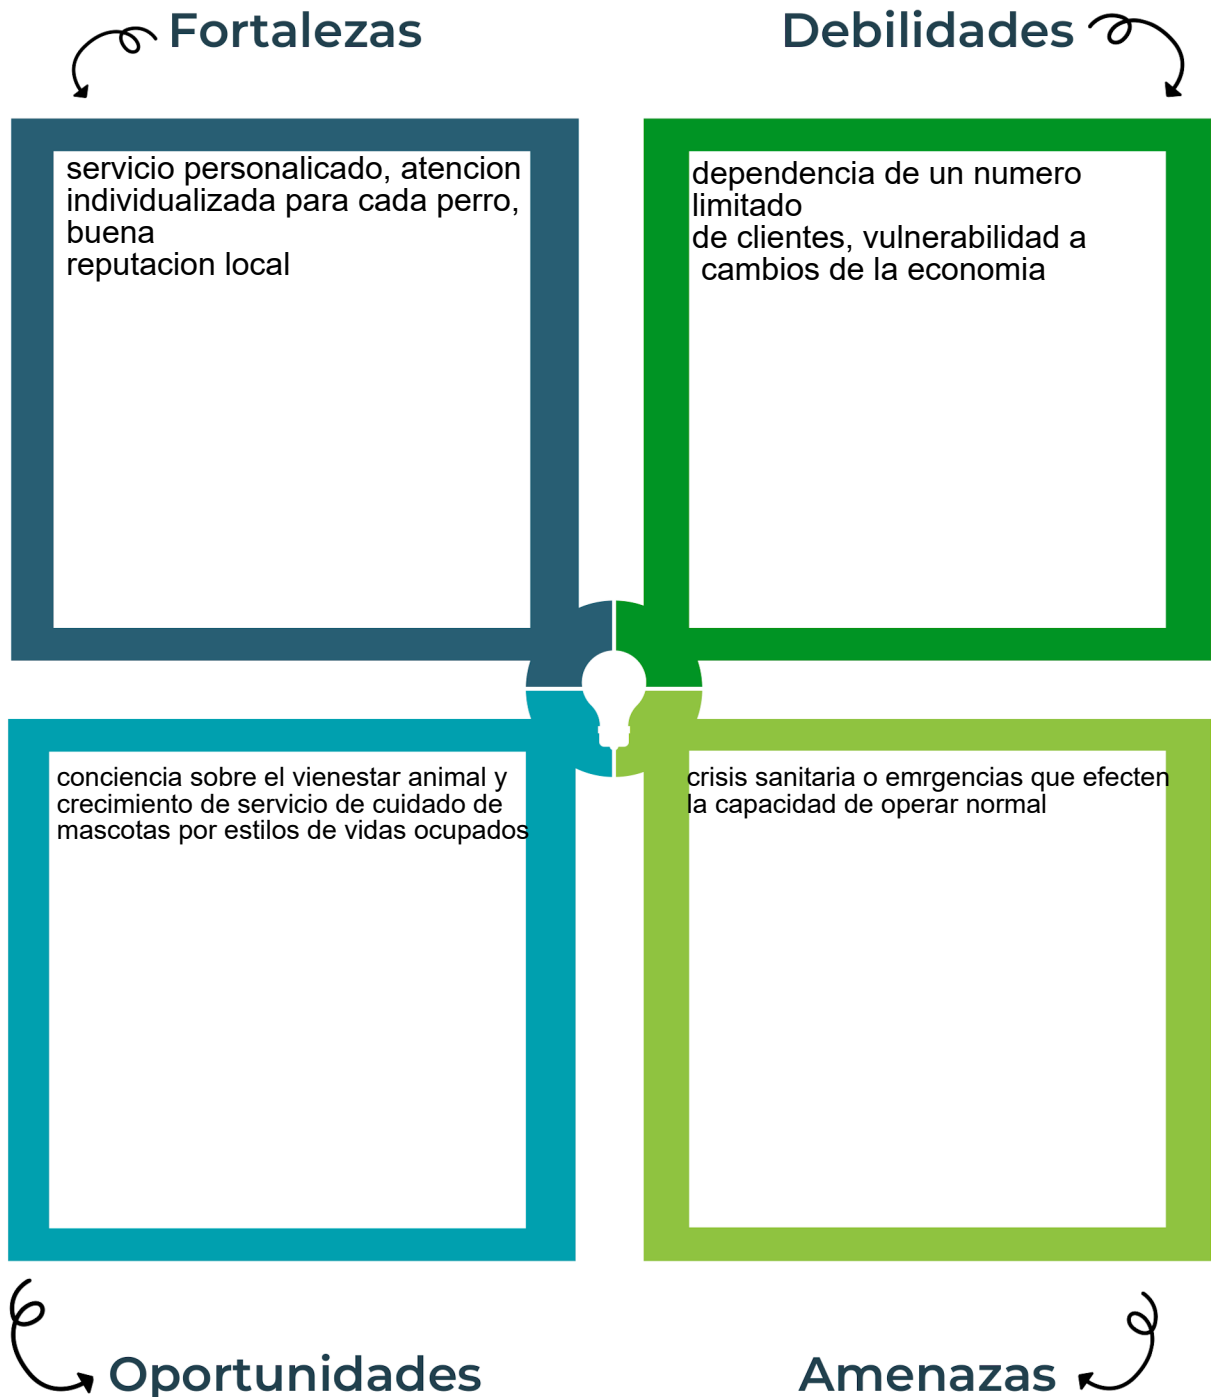 Fortalezas
servicio personalicado, atencion
individualizada para cada perro,
buena
reputacion local
Debilidades
dependencia de un numero
limitado
de clientes, vulnerabilidad a
cambios de la economia
conciencia sobre el vienestar animal y
crecimiento de servicio de cuidado de
mascotas por estilos de vidas ocupados
Oportunidades
crisis sanitaria o emrgencias que efecten
la capacidad de operar normal
Amenazas